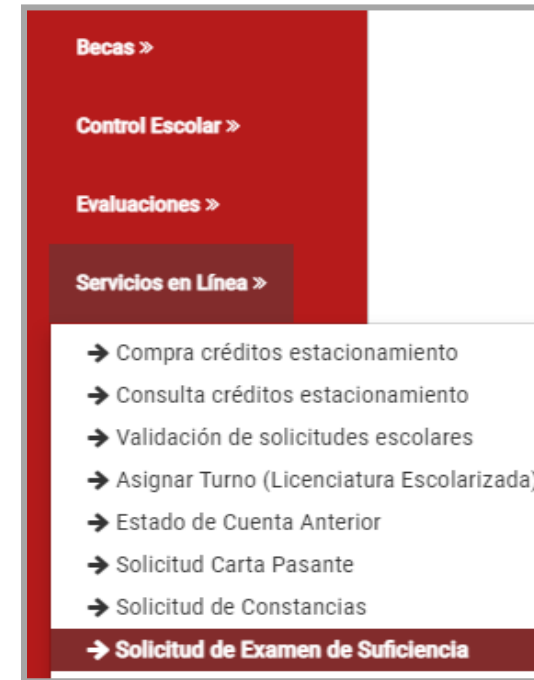 Becas »
Control Escolar »
Evaluaciones »
Servicios en Línea »
→ Compra créditos estacionamiento
→ Consulta créditos estacionamiento
→ Validación de solicitudes escolares
→ Asignar Turno (Licenciatura Escolarizada)
→ Estado de Cuenta Anterior
→ Solicitud Carta Pasante
→ Solicitud de Constancias
→ Solicitud de Examen de Suficiencia